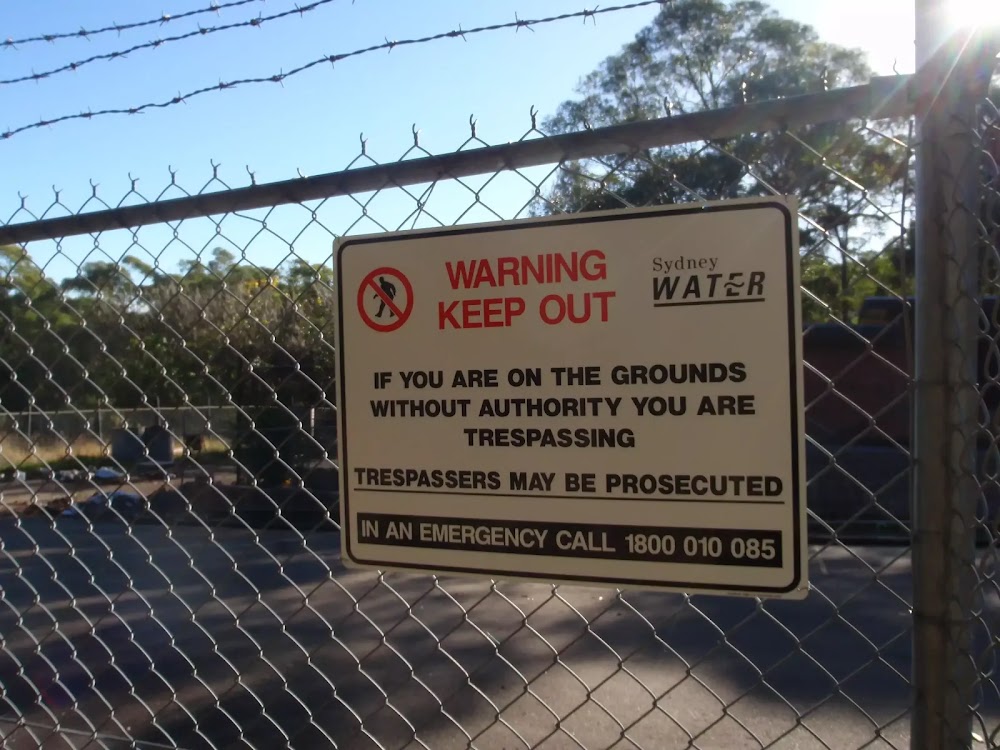 WARNING
KEEP OUT
Sydney
WATER
IF YOU ARE ON THE GROUNDS
WITHOUT AUTHORITY YOU ARE
TRESPASSING
TRESPASSERS MAY BE PROSECUTED
IN AN EMERGENCY CALL 1800 010 085